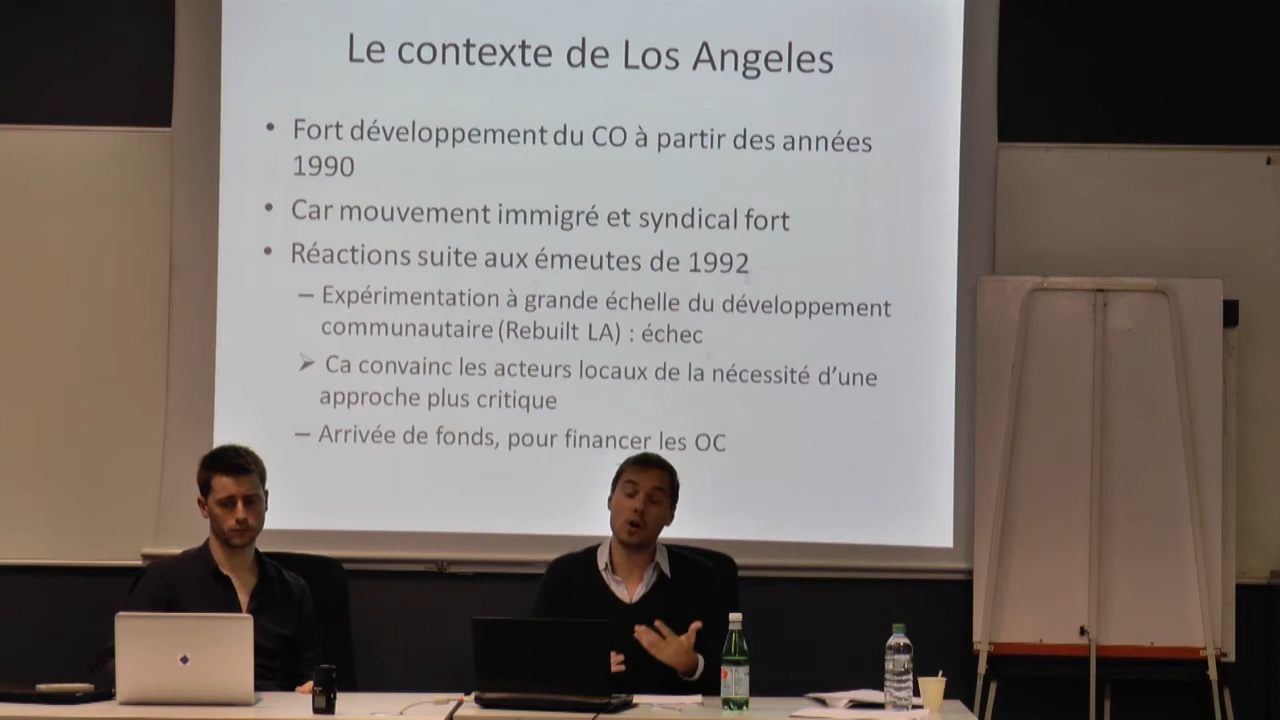 Le contexte de Los Angeles
• Fort développement du CO à partir des années
1990
• Car mouvement immigré et syndical fort
• Réactions suite aux émeutes de 1992
– Expérimentation à grande échelle du développement
communautaire (Rebuilt LA) : échec
➢ Ca convainc les acteurs locaux de la nécessité d’une
approche plus critique
– Arrivée de fonds, pour financer les OC